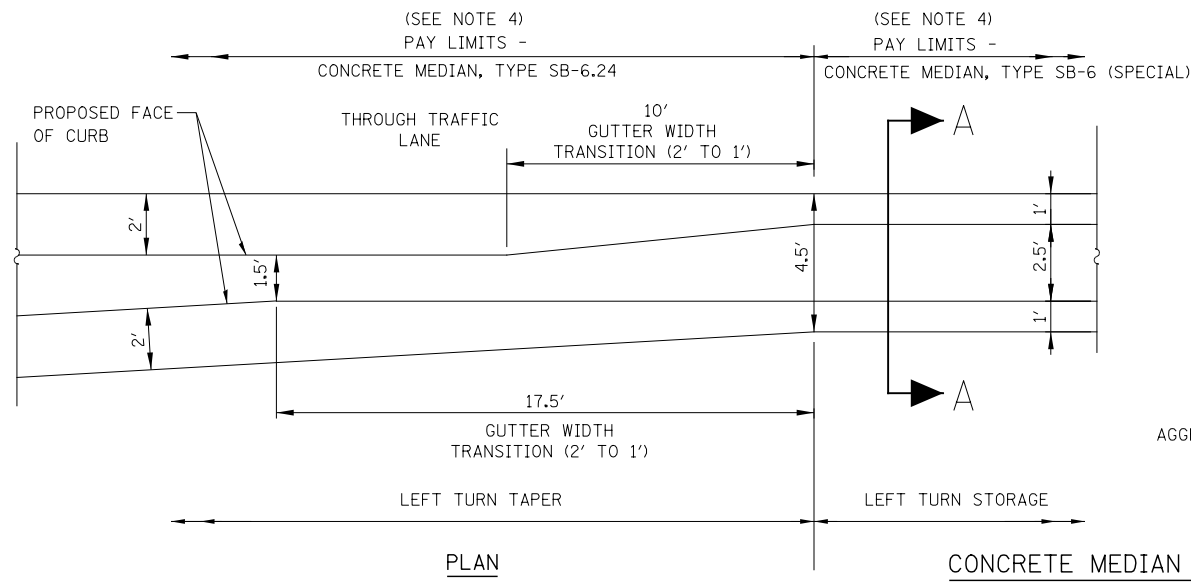 (SEE NOTE 4)
PAY LIMITS -
CONCRETE MEDIAN, TYPE SB-6.24
(SEE NOTE 4)
PAY LIMITS -
CONCRETE MEDIAN, TYPE SB-6 (SPECIAL)
PROPOSED FACE
OF CURB
THROUGH TRAFFIC
LANE
10'
GUTTER WIDTH
TRANSITION (2' TO 1')
A
2'
1.5'
4.5'
1'
2.5'
1'
2'
A
17.5'
GUTTER WIDTH
TRANSITION (2' TO 1')
LEFT TURN TAPER
LEFT TURN STORAGE
PLAN
CONCRETE MEDIAN